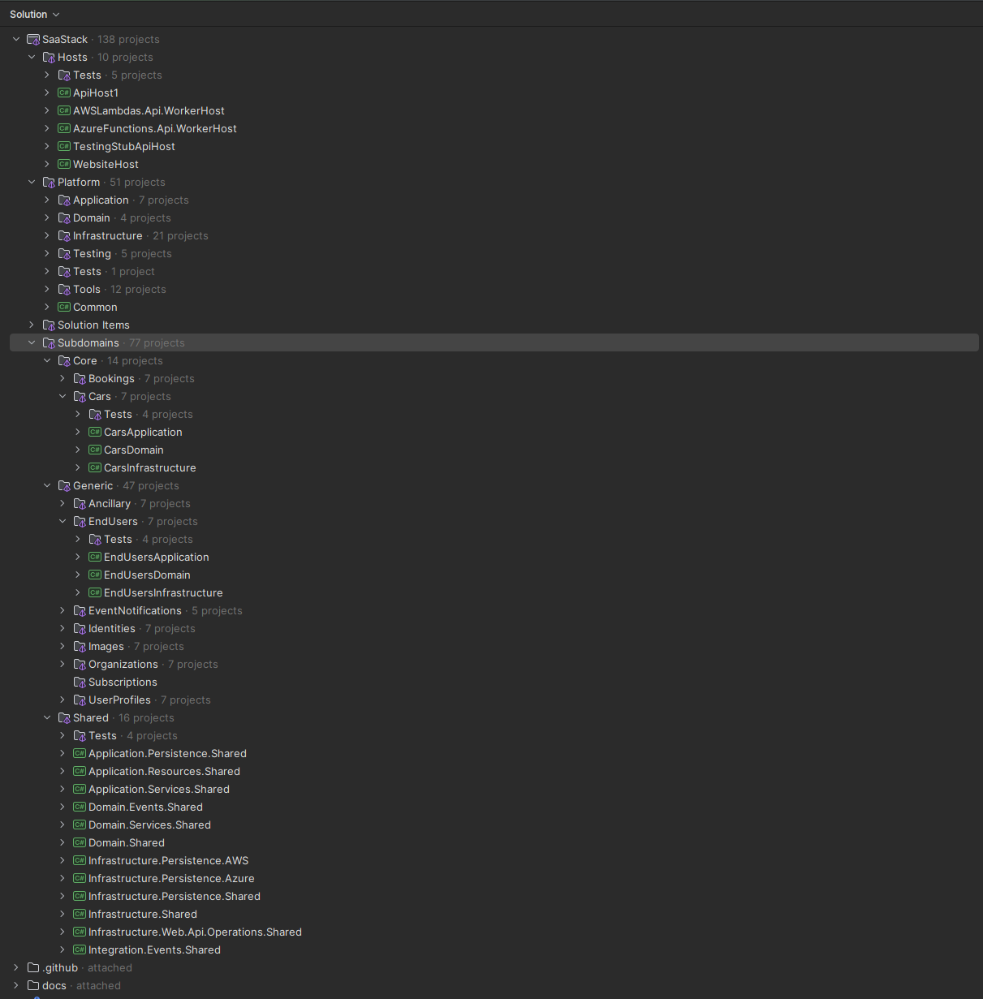 Solution
SaaStack · 138 projects
Hosts · 10 projects
Tests · 5 projects
C# ApiHost1
C# AWSLambdas.Api.WorkerHost
C# AzureFunctions.Api.WorkerHost
C# TestingStubApiHost
C# WebsiteHost
Platform · 51 projects
Application · 7 projects
Domain · 4 projects
Infrastructure · 21 projects
Testing · 5 projects
Tests · 1 project
Tools · 12 projects
C# Common
Solution Items
Subdomains · 77 projects
Core · 14 projects
Bookings · 7 projects
Cars · 7 projects
Tests · 4 projects
C# CarsApplication
C# CarsDomain
C# CarsInfrastructure
Generic · 47 projects
Ancillary · 7 projects
EndUsers · 7 projects
Tests · 4 projects
C# EndUsersApplication
C# EndUsersDomain
C# EndUsersInfrastructure
EventNotifications · 5 projects
Identities · 7 projects
Images · 7 projects
Organizations · 7 projects
Subscriptions
UserProfiles · 7 projects
Shared · 16 projects
Tests · 4 projects
C# Application.Persistence.Shared
C# Application.Resources.Shared
C# Application.Services.Shared
C# Domain.Events.Shared
C# Domain.Services.Shared
C# Domain.Shared
C# Infrastructure.Persistence.AWS
C# Infrastructure.Persistence.Azure
C# Infrastructure.Persistence.Shared
C# Infrastructure.Shared
C# Infrastructure.Web.Api.Operations.Shared
C# Integration.Events.Shared
.github · attached
docs · attached